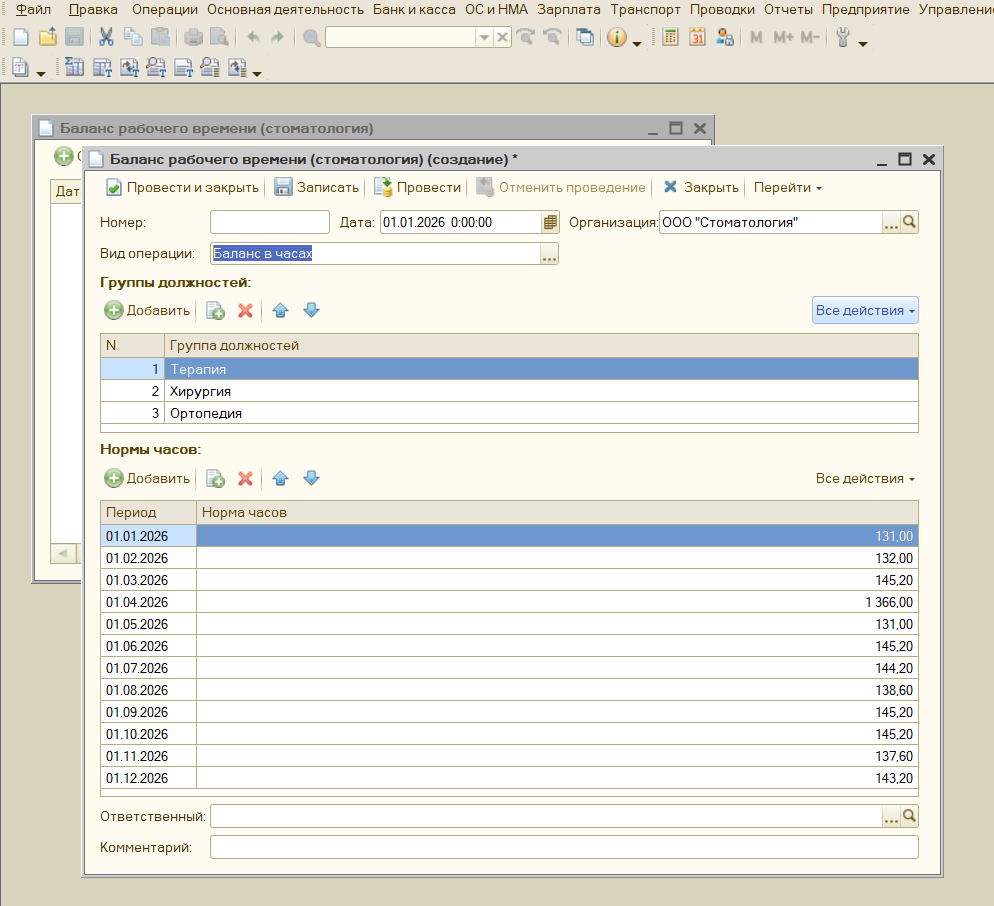 Файл Правка Операции Основная деятельность Банк и касса ОС и НМА Зарплата Транспорт Проводки Отчеты Предприятие
M M+ M-
Баланс рабочего времени (стоматология)
Дат
Баланс рабочего времени (стоматология) (создание) *
Провести и закрыть Записать Провести Отменить проведение Закрыть Перейти
Номер: Дата: 01.01.2026 0:00:00 Организация: ООО "Стоматология"
Вид операции: Баланс в часах
Группы должностей:
Добавить Все действия
N Группа должностей
1 Терапия
2 Хирургия
3 Ортопедия
Нормы часов:
Добавить Все действия
Период Норма часов
01.01.2026 131,00
01.02.2026 132,00
01.03.2026 145,20
01.04.2026 1 366,00
01.05.2026 131,00
01.06.2026 145,20
01.07.2026 144,20
01.08.2026 138,60
01.09.2026 145,20
01.10.2026 145,20
01.11.2026 137,60
01.12.2026 143,20
Ответственный:
Комментарий: